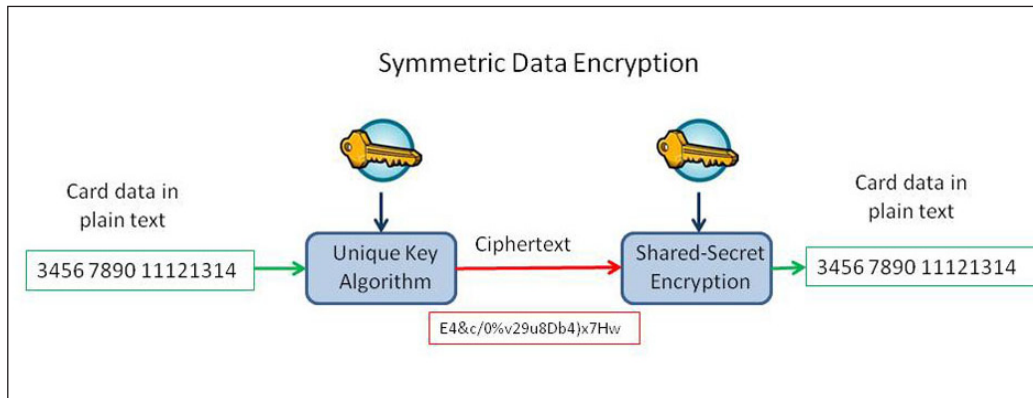 Symmetric Data Encryption
Card data in
plain text
3456 7890 11121314
Unique Key
Algorithm
Ciphertext
E4&c/0%v29u8Db4)x7Hw
Shared-Secret
Encryption
Card data in
plain text
3456 7890 11121314